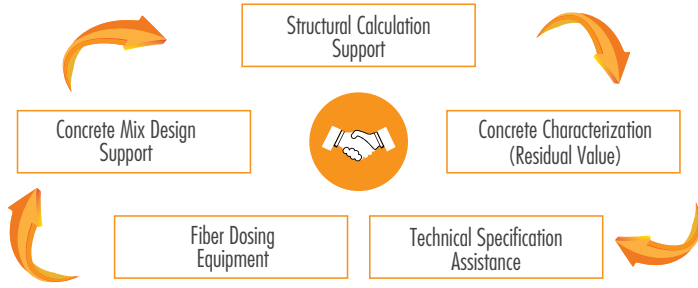 Structural Calculation
Support
Concrete Mix Design
Support
Concrete Characterization
(Residual Value)
Fiber Dosing
Equipment
Technical Specification
Assistance